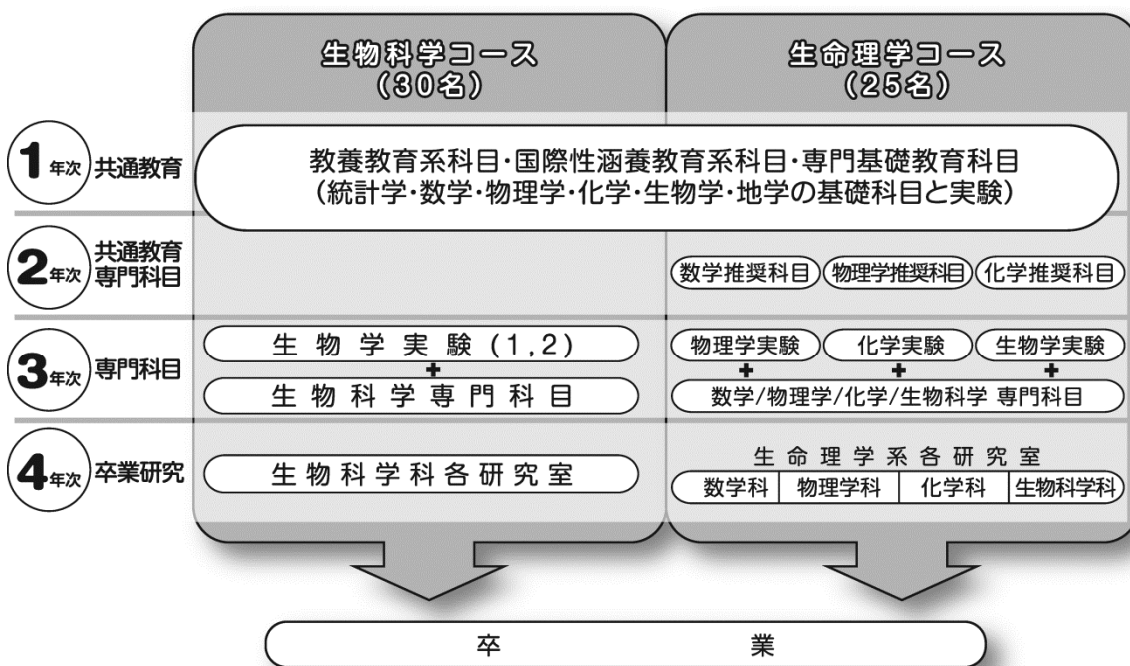 生物科学コース
(30名)
生命理学コース
(25名)
1年次 共通教育
教養教育系科目・国際性涵養教育系科目・専門基礎教育科目
(統計学・数学・物理学・化学・生物学・地学の基礎科目と実験)
2年次 共通教育
専門科目
数学推奨科目 物理学推奨科目 化学推奨科目
3年次 専門科目
生物学実験(1,2)
+
生物科学専門科目
物理学実験 化学実験 生物学実験
+ + +
数学/物理学/化学/生物科学 専門科目
4年次 卒業研究
生物科学科各研究室
生命理学系各研究室
数学科 物理学科 化学科 生物科学科
卒業